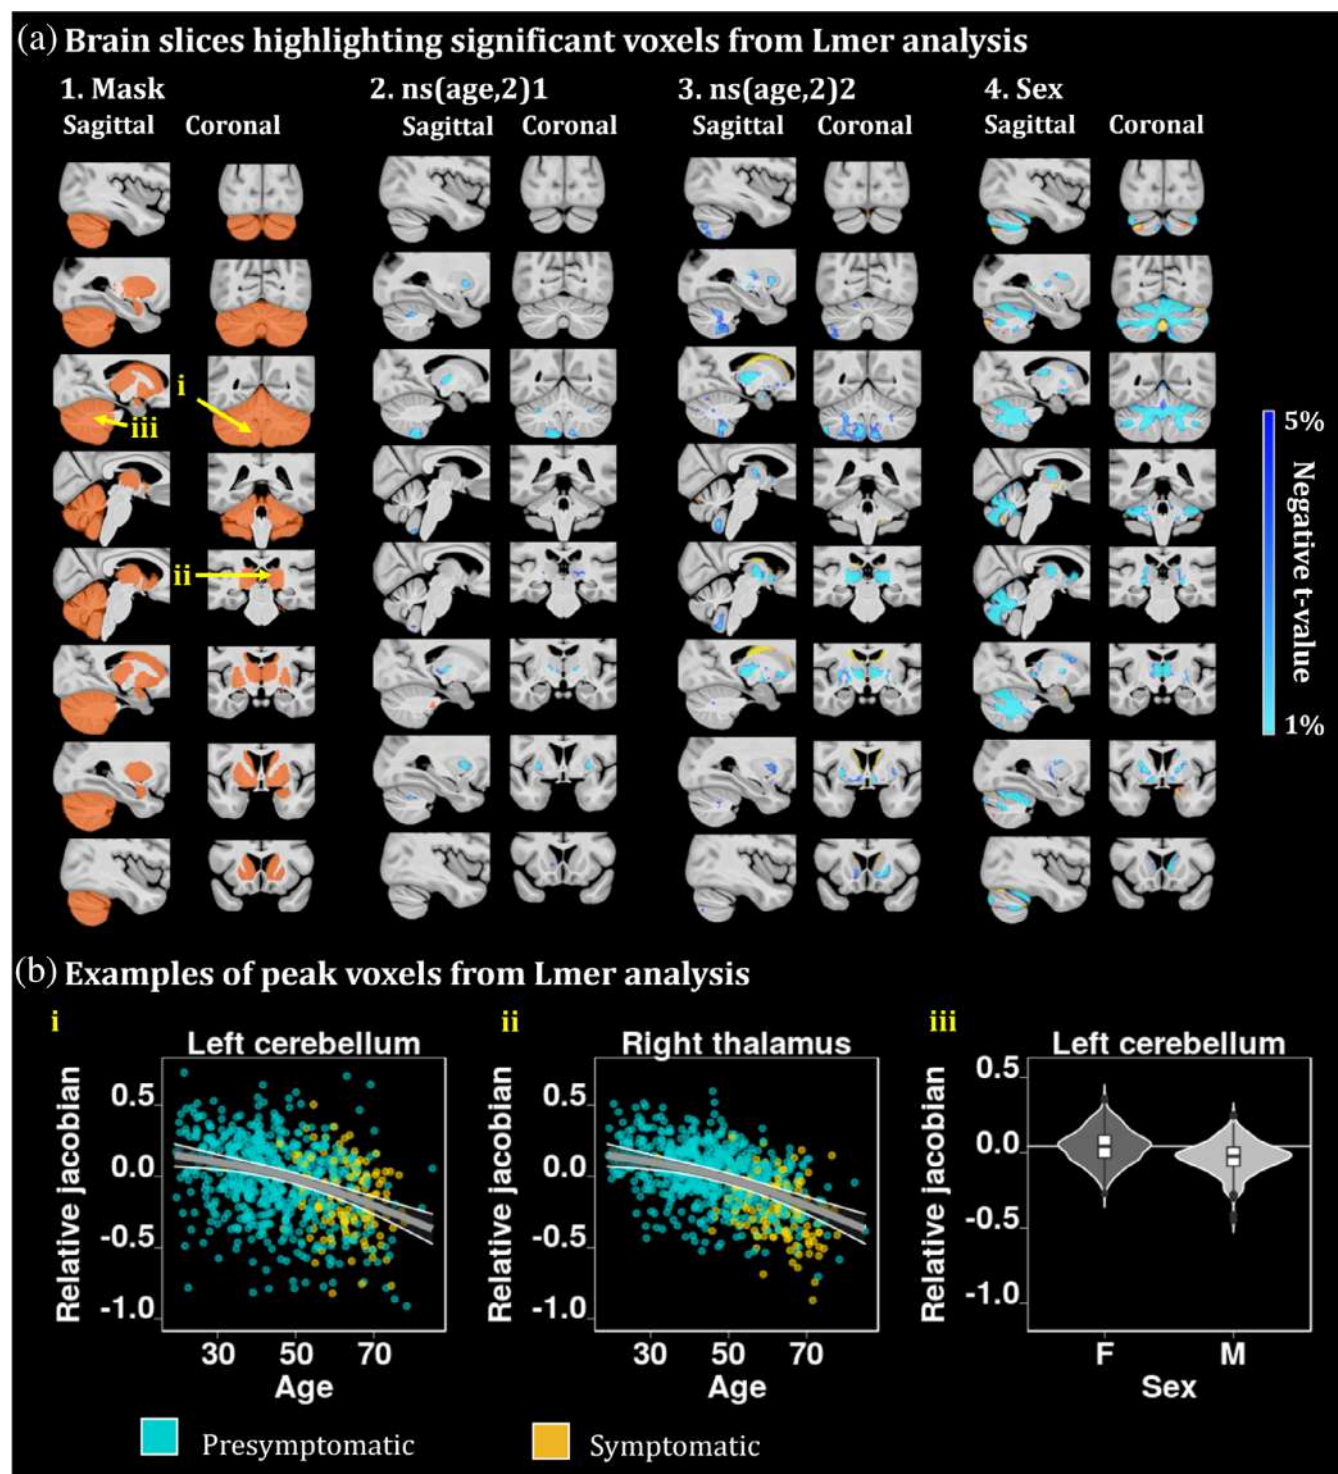 (a) Brain slices highlighting significant voxels from Lmer analysis
1. Mask 2. ns(age,2)1 3. ns(age,2)2 4. Sex
Sagittal Coronal Sagittal Coronal Sagittal Coronal Sagittal Coronal
i
iii
ii
5%
Negative t-value
1%
(b) Examples of peak voxels from Lmer analysis
i ii iii
Left cerebellum
Relative jacobian
0.5
0.0
-0.5
-1.0
30 50 70
Age
Right thalamus
Relative jacobian
0.5
0.0
-0.5
-1.0
30 50 70
Age
Left cerebellum
Relative jacobian
0.5
0.0
-0.5
-1.0
F M
Sex
Presymptomatic Symptomatic